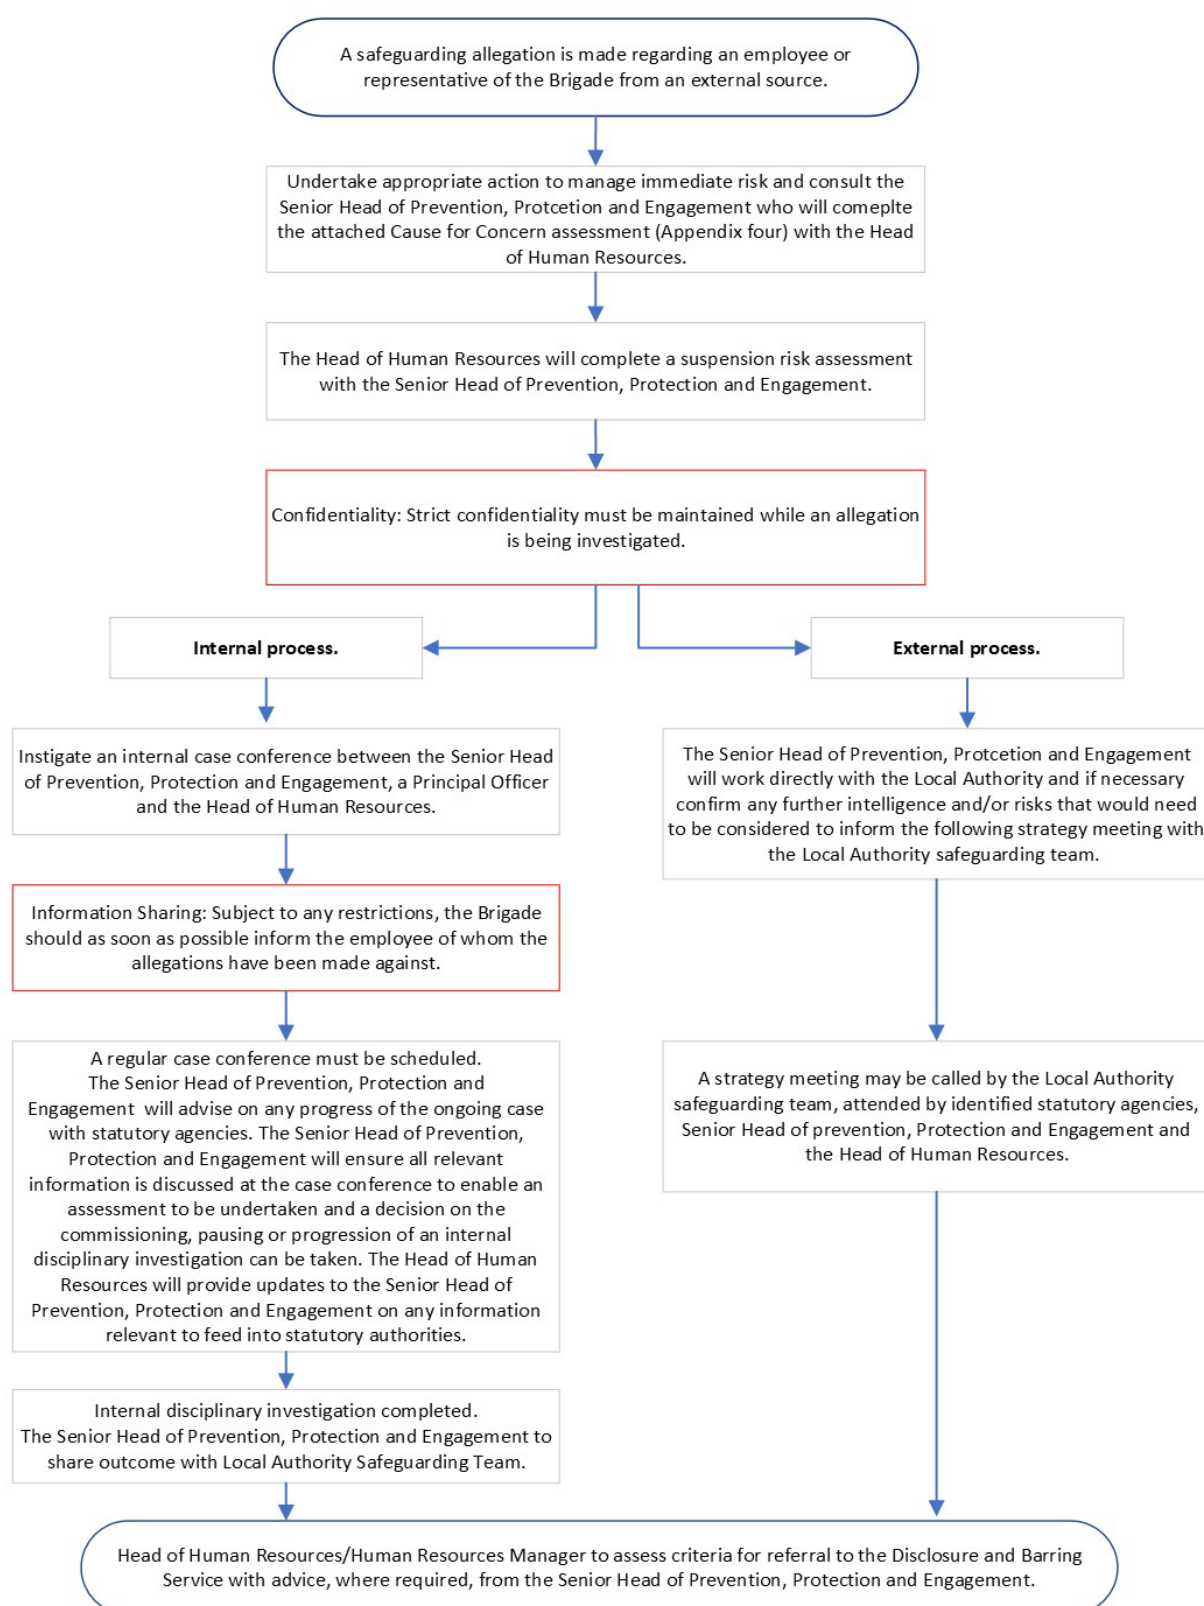 A safeguarding allegation is made regarding an employee or
representative of the Brigade from an external source.
Undertake appropriate action to manage immediate risk and consult the
Senior Head of Prevention, Protcetion and Engagement who will comeplte
the attached Cause for Concern assessment (Appendix four) with the Head
of Human Resources.
The Head of Human Resources will complete a suspension risk assessment
with the Senior Head of Prevention, Protection and Engagement.
Confidentiality: Strict confidentiality must be maintained while an allegation
is being investigated.
Internal process.
Instigate an internal case conference between the Senior Head
of Prevention, Protection and Engagement, a Principal Officer
and the Head of Human Resources.
Information Sharing: Subject to any restrictions, the Brigade
should as soon as possible inform the employee of whom the
allegations have been made against.
A regular case conference must be scheduled.
The Senior Head of Prevention, Protection and
Engagement will advise on any progress of the ongoing case
with statutory agencies. The Senior Head of Prevention,
Protection and Engagement will ensure all relevant
information is discussed at the case conference to enable an
assessment to be undertaken and a decision on the
commissioning, pausing or progression of an internal
disciplinary investigation can be taken. The Head of Human
Resources will provide updates to the Senior Head of
Prevention, Protection and Engagement on any information
relevant to feed into statutory authorities.
Internal disciplinary investigation completed.
The Senior Head of Prevention, Protection and Engagement to
share outcome with Local Authority Safeguarding Team.
External process.
The Senior Head of Prevention, Protcetion and Engagement
will work directly with the Local Authority and if necessary
confirm any further intelligence and/or risks that would need
to be considered to inform the following strategy meeting with
the Local Authority safeguarding team.
A strategy meeting may be called by the Local Authority
safeguarding team, attended by identified statutory agencies,
Senior Head of prevention, Protection and Engagement and
the Head of Human Resources.
Head of Human Resources/Human Resources Manager to assess criteria for referral to the Disclosure and Barring
Service with advice, where required, from the Senior Head of Prevention, Protection and Engagement.